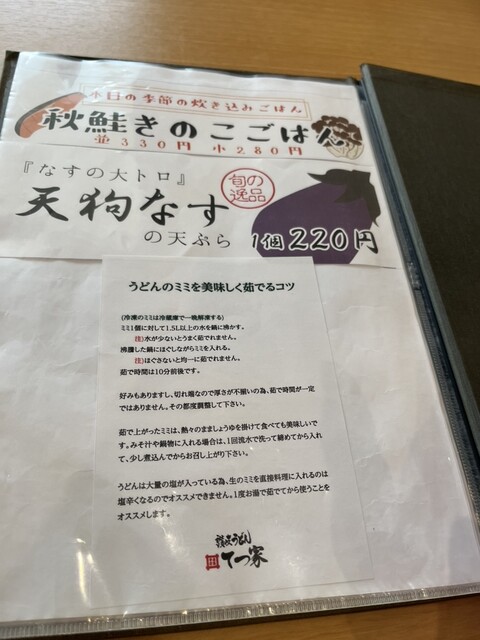 本日の季節の炊き込みごはん
秋鮭きのこごはん
並330円 小280円
『なすの大トロ』
旬の
逸品
天狗なす
の天ぷら
1個220円
うどんのミミを美味しく茹でるコツ
(冷凍のミミは冷蔵庫で一晩解凍する)
ミミ1個に対して1.5L以上の水を鍋に沸かす。
注)水が少ないとうまく茹でれません。
沸騰した鍋にほぐしながらミミを入れる。
注)ほぐさないと均一に茹でれません。
茹で時間は10分前後です。
好みもありますし、切れ端なので厚さが不揃いの為、茹で時間が一定
ではありません。その都度調整して下さい。
茹で上がったミミは、熱々のままましょうゆを掛けて食べても美味しいで
す。みそ汁や鍋物に入れる場合は、1回流水で洗って締めてから入れ
て、少し煮込んでからお召し上がり下さい。
うどんは大量の塩が入っている為、生のミミを直接料理に入れるのは
塩辛くなるのでオススメできません。1度お湯で茹でてから使うことを
オススメします。
讃岐うどん
てつ家